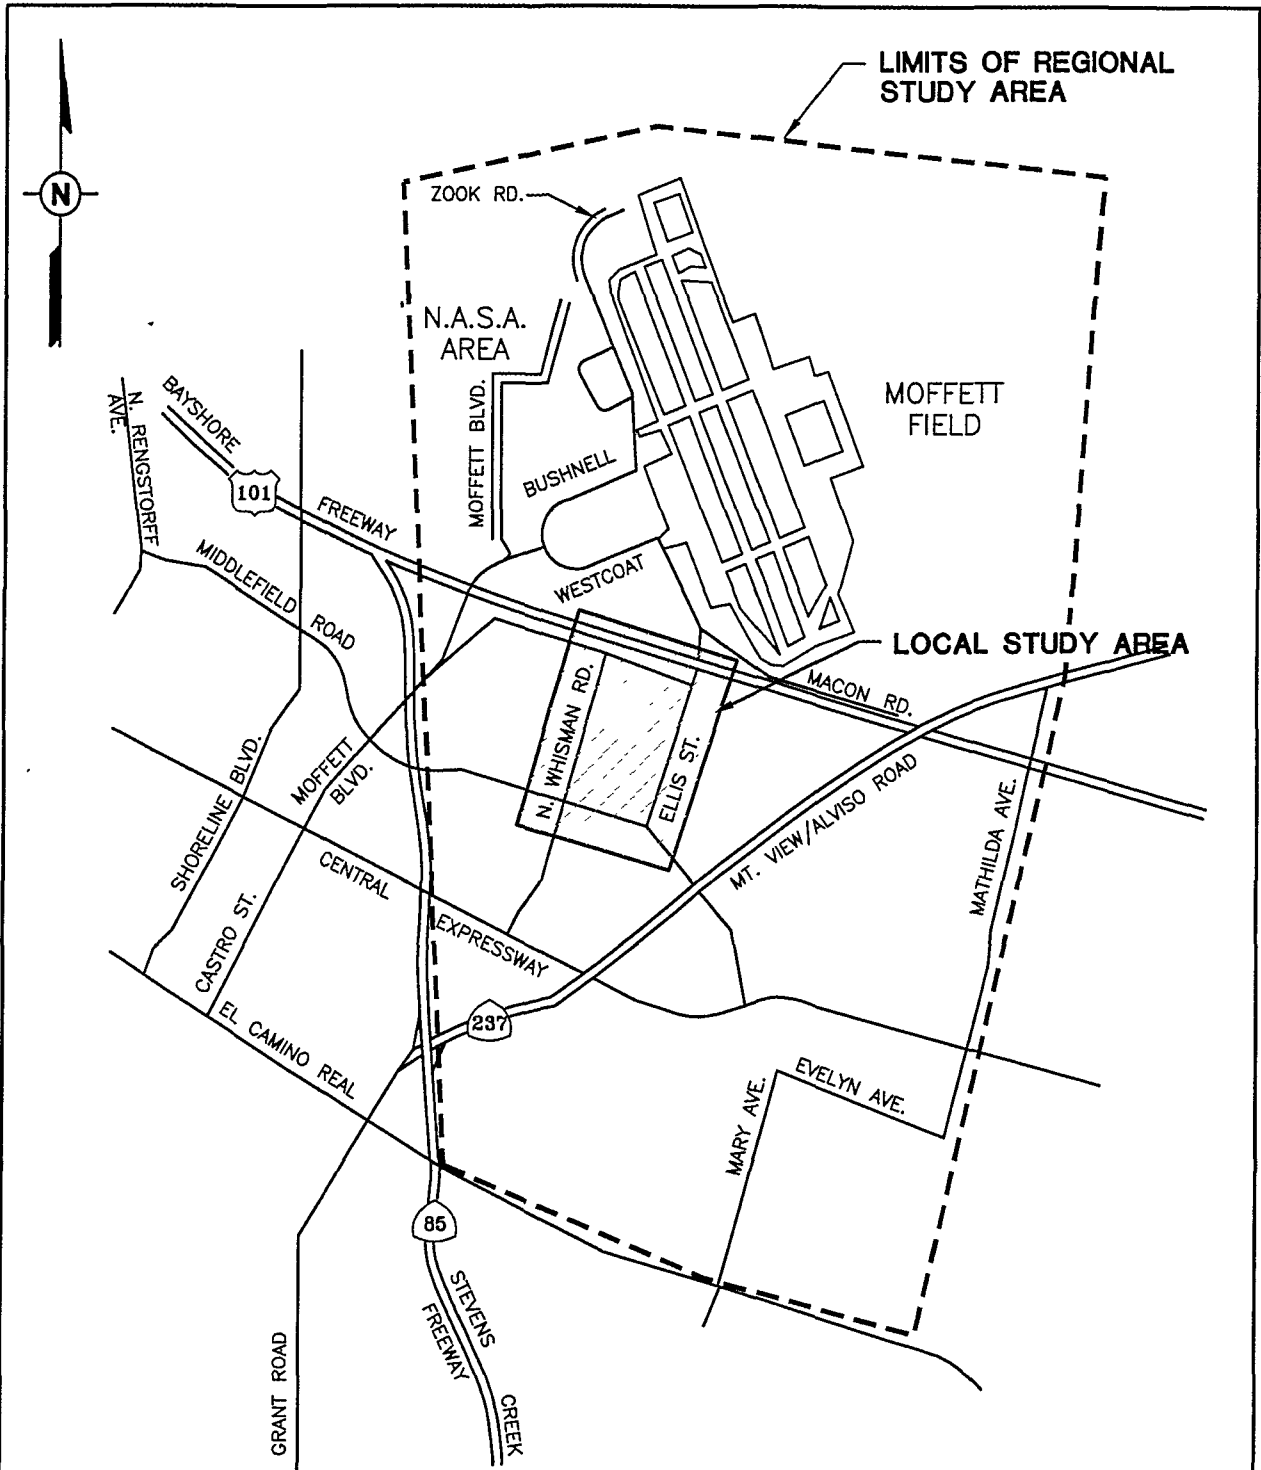 LIMITS OF REGIONAL
STUDY AREA
ZOOK RD.
N
N.A.S.A.
AREA
MOFFETT
FIELD
BAYSHORE
N. RENGSTORFF
AVE.
MOFFETT BLVD.
BUSHNELL
101
FREEWAY
MIDDLEFIELD ROAD
WESTCOAT
LOCAL STUDY AREA
MACON RD.
N. WHISMAN RD.
ELLIS ST.
MOFFETT
BLVD.
SHORELINE BLVD.
MT. VIEW/ALVISO ROAD
MATHILDA AVE.
CENTRAL EXPRESSWAY
CASTRO ST.
EL CAMINO REAL
237
EVELYN AVE.
MARY AVE.
85
STEVENS CREEK
FREEWAY
GRANT ROAD